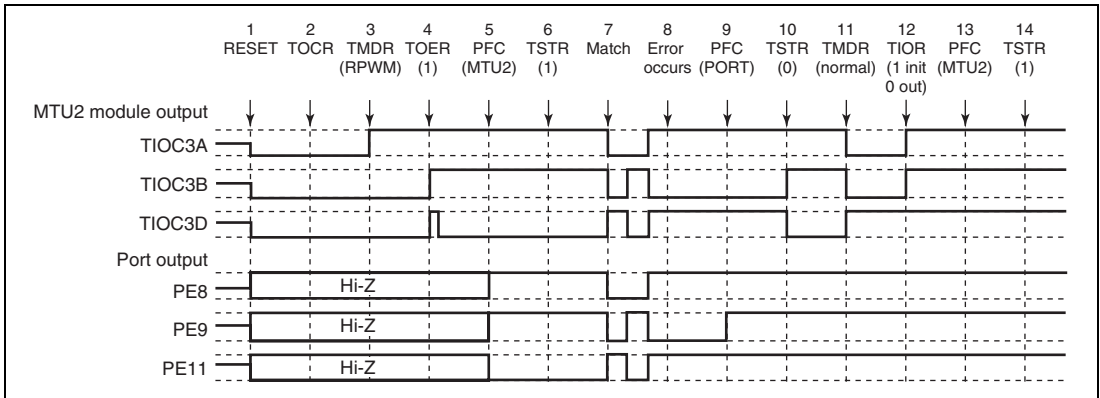 1 2 3 4 5 6 7 8 9 10 11 12 13 14
RESET TOCR TMDR TOER PFC TSTR Match Error PFC TSTR TMDR TIOR PFC TSTR
(RPWM) (1) (MTU2) (1) occurs (PORT) (0) (normal) (1 init (MTU2) (1)
0 out)
MTU2 module output
TIOC3A
TIOC3B
TIOC3D
Port output
PE8 Hi-Z
PE9 Hi-Z
PE11 Hi-Z